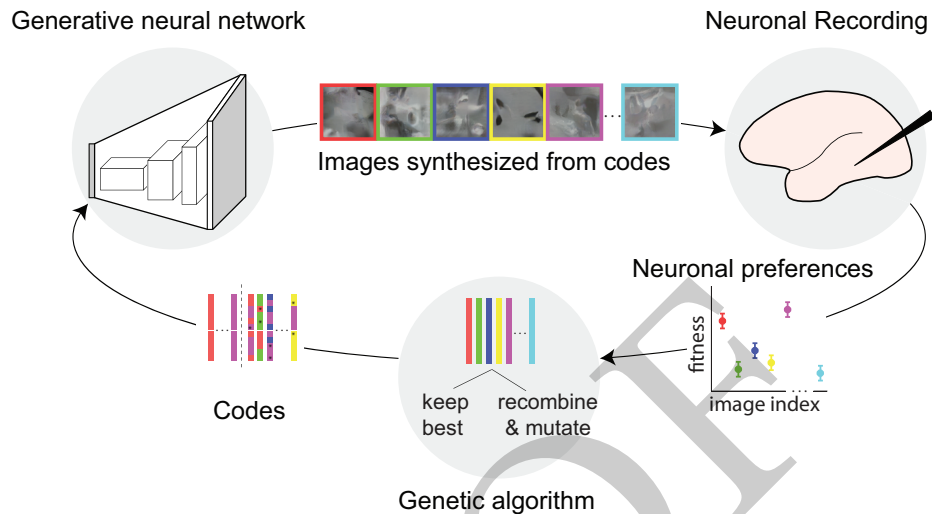 Generative neural network
Neuronal Recording
...
Images synthesized from codes
Neuronal preferences
fitness
...
image index
...
keep
best
recombine
& mutate
Genetic algorithm
... ...
Codes
OF